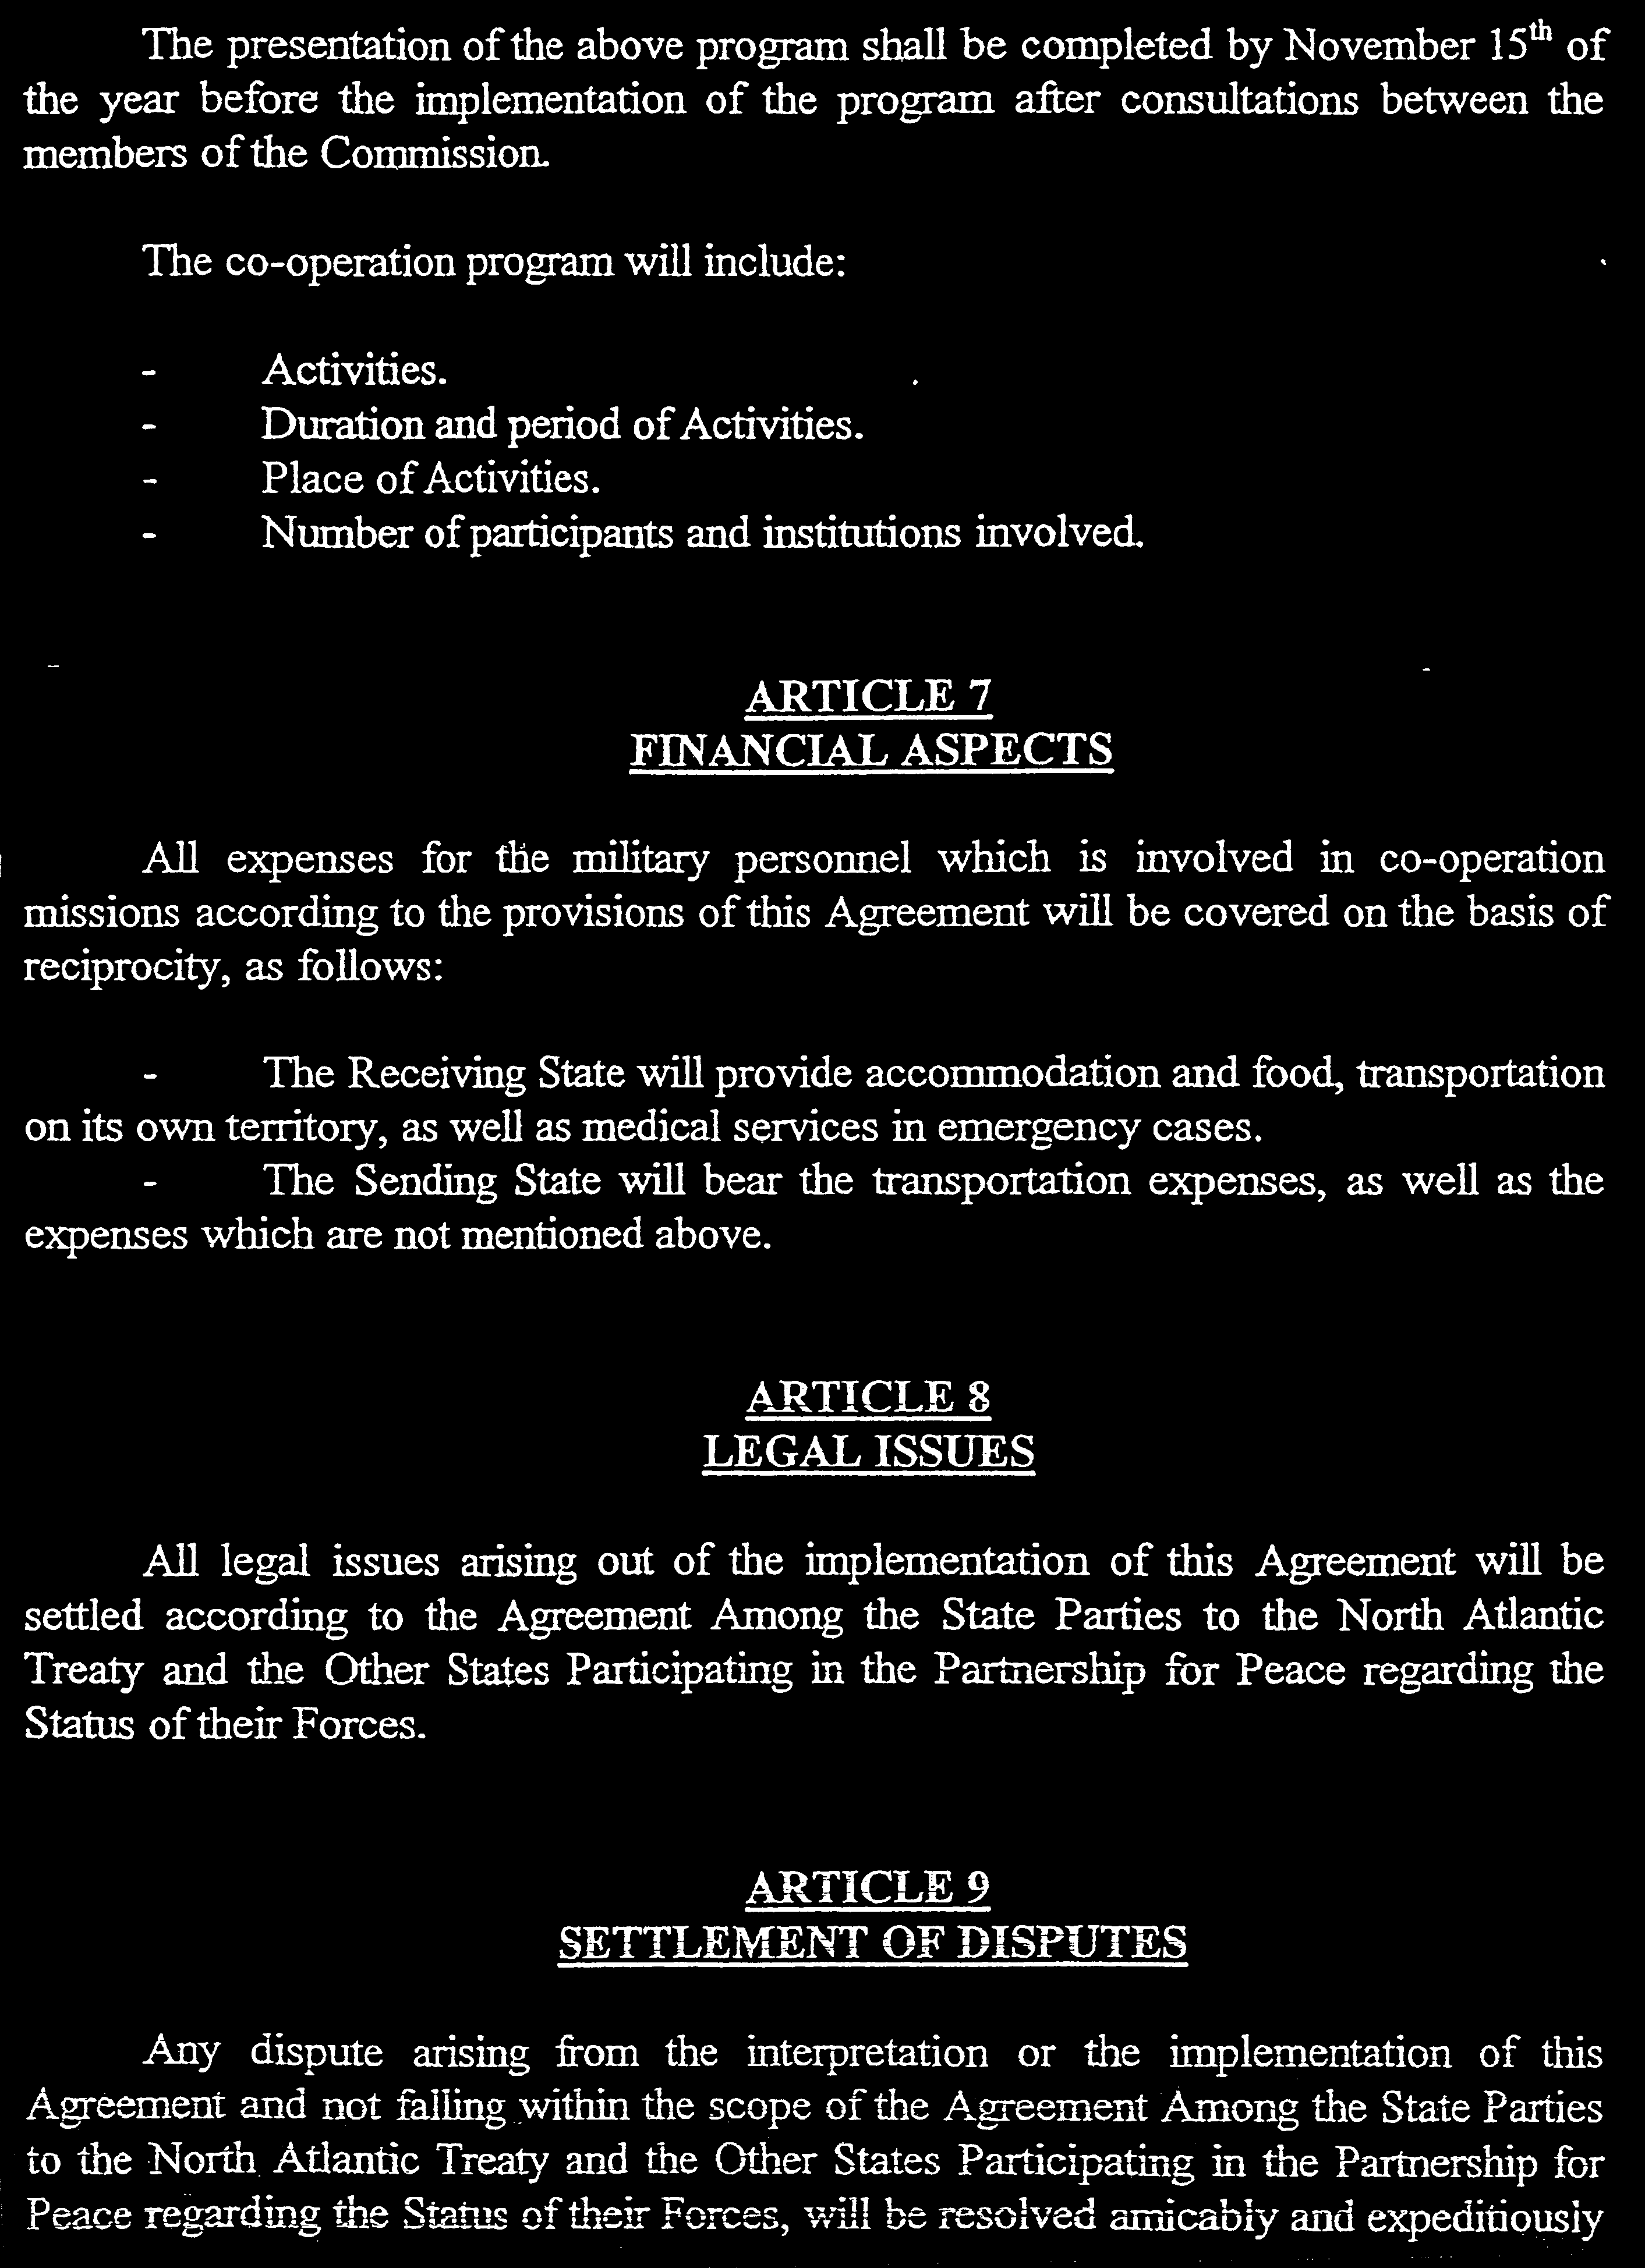 The presentation of the above program shall be completed by November 15th of
the year before the implementation of the program after consultations between the
members of the Commission.
The co-operation program will include:
- Activities.
- Duration and period of Activities.
- Place of Activities.
- Number of participants and institutions involved.
ARTICLE 7
FINANCIAL ASPECTS
All expenses for the military personnel which is involved in co-operation
missions according to the provisions of this Agreement will be covered on the basis of
reciprocity, as follows:
- The Receiving State will provide accommodation and food, transportation
on its own territory, as well as medical services in emergency cases.
- The Sending State will bear the transportation expenses, as well as the
expenses which are not mentioned above.
ARTICLE 8
LEGAL ISSUES
All legal issues arising out of the implementation of this Agreement will be
settled according to the Agreement Among the State Parties to the North Atlantic
Treaty and the Other States Participating in the Partnership for Peace regarding the
Status of their Forces.
ARTICLE 9
SETTLEMENT OF DISPUTES
Any dispute arising from the interpretation or the implementation of this
Agreement and not falling within the scope of the Agreement Among the State Parties
to the North Atlantic Treaty and the Other States Participating in the Partnership for
Peace regarding the Status of their Forces, will be resolved amicably and expeditiously